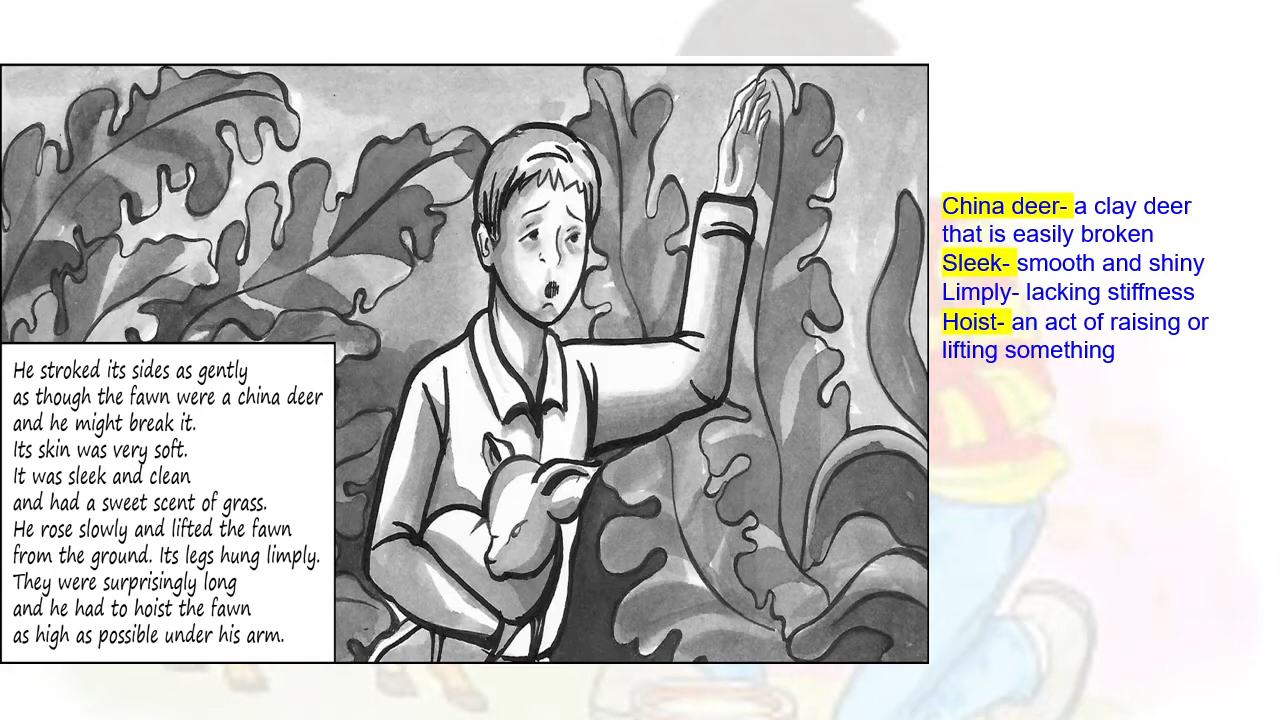 He stroked its sides as gently
as though the fawn were a china deer
and he might break it.
Its skin was very soft.
It was sleek and clean
and had a sweet scent of grass.
He rose slowly and lifted the fawn
from the ground. Its legs hung limply.
They were surprisingly long
and he had to hoist the fawn
as high as possible under his arm.
China deer- a clay deer
that is easily broken
Sleek- smooth and shiny
Limply- lacking stiffness
Hoist- an act of raising or
lifting something